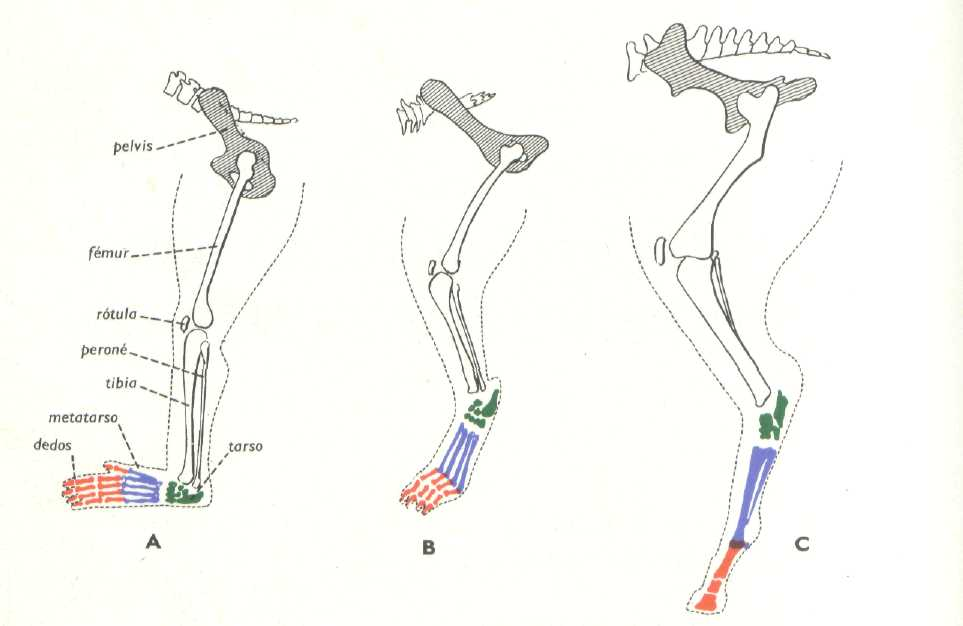 pelvis
fémur
rótula
peroné
tibia
metatarso
dedos
tarso
A
B
C